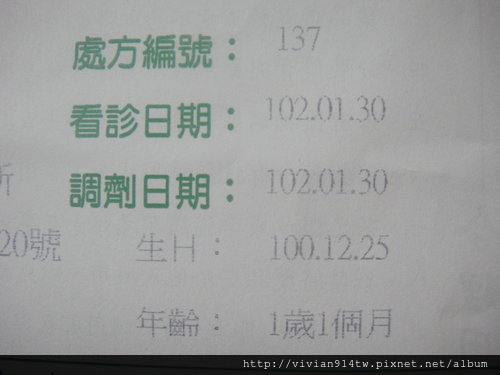 處方編號： 137
看診日期： 102.01.30
所
調劑日期： 102.01.30
20號 生日： 100.12.25
年齡： 1歲1個月
http://vivian914tw.pixnet.net/album